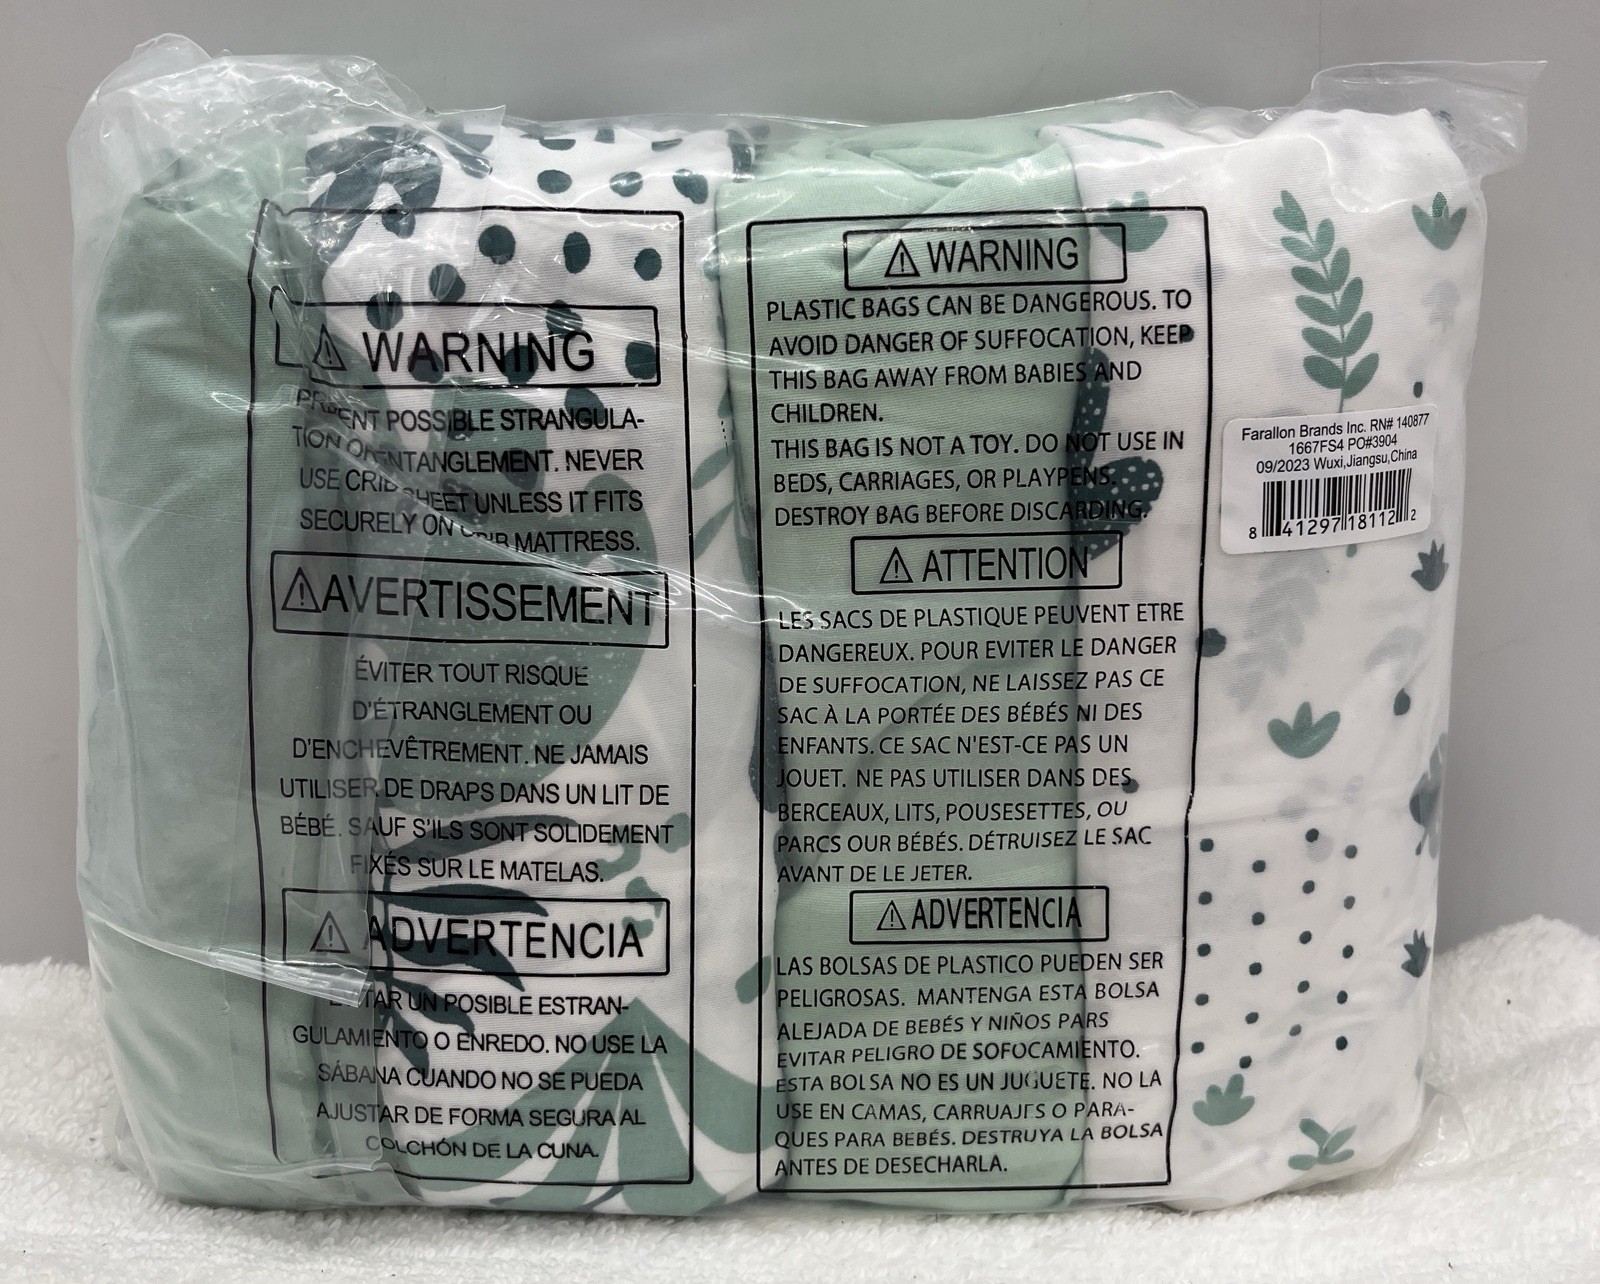 WARNING
PREVENT POSSIBLE STRANGULA-
TION OR ENTANGLEMENT. NEVER
USE CRIB SHEET UNLESS IT FITS
SECURELY ON CRIB MATTRESS.
AVERTISSEMENT
ÉVITER TOUT RISQUE
D'ÉTRANGLEMENT OU
D'ENCHEVÊTREMENT. NE JAMAIS
UTILISER DE DRAPS DANS UN LIT DE
BÉBÉ. SAUF S'ILS SONT SOLIDEMENT
FIXÉS SUR LE MATELAS.
ADVERTENCIA
EVITAR UN POSIBLE ESTRAN-
GULAMIENTO O ENREDO. NO USE LA
SÁBANA CUANDO NO SE PUEDA
AJUSTAR DE FORMA SEGURA AL
COLCHÓN DE LA CUNA.
WARNING
PLASTIC BAGS CAN BE DANGEROUS. TO
AVOID DANGER OF SUFFOCATION, KEEP
THIS BAG AWAY FROM BABIES AND
CHILDREN.
THIS BAG IS NOT A TOY. DO NOT USE IN
BEDS, CARRIAGES, OR PLAYPENS.
DESTROY BAG BEFORE DISCARDING.
ATTENTION
LES SACS DE PLASTIQUE PEUVENT ETRE
DANGEREUX. POUR EVITER LE DANGER
DE SUFFOCATION, NE LAISSEZ PAS CE
SAC À LA PORTÉE DES BÉBÉS NI DES
ENFANTS. CE SAC N'EST-CE PAS UN
JOUET. NE PAS UTILISER DANS DES
BERCEAUX, LITS, POUSESETTES, OU
PARCS OUR BÉBÉS. DÉTRUISEZ LE SAC
AVANT DE LE JETER.
ADVERTENCIA
LAS BOLSAS DE PLASTICO PUEDEN SER
PELIGROSAS. MANTENGA ESTA BOLSA
ALEJADA DE BEBÉS Y NIÑOS PARS
EVITAR PELIGRO DE SOFOCAMIENTO.
ESTA BOLSA NO ES UN JUGUETE. NO LA
USE EN CAMAS, CARRUAJES O PARA-
QUES PARA BEBÉS. DESTRUYA LA BOLSA
ANTES DE DESECHARLA.
Farallon Brands Inc. RN# 140877
1667FS4 PO#3904
09/2023 Wuxi,Jiangsu,China
8 41297 18112 2